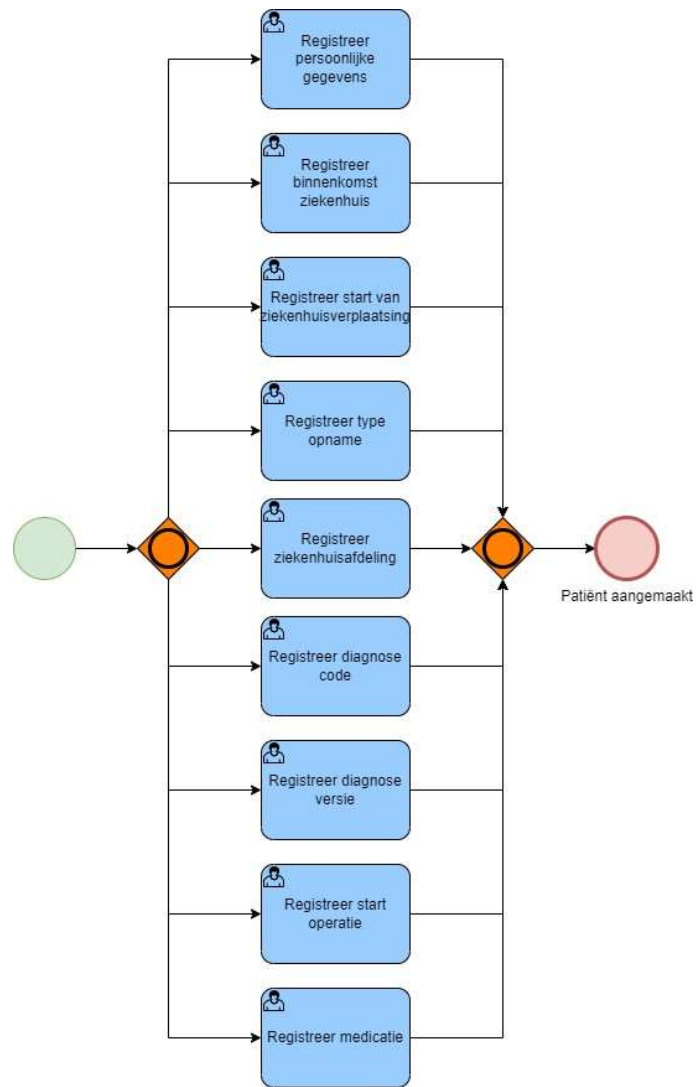 Registreer
persoonlijke
gegevens
Registreer
binnenkomst
ziekenhuis
Registreer start van
ziekenhuisverplaatsing
Registreer type
opname
Registreer
ziekenhuisafdeling
Patiënt aangemaakt
Registreer diagnose
code
Registreer diagnose
versie
Registreer start
operatie
Registreer medicatie